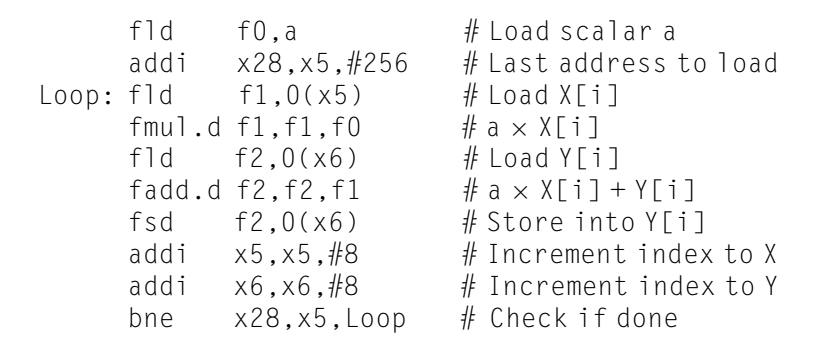 fld f0,a # Load scalar a
addi x28,x5,#256 # Last address to load
Loop: fld f1,0(x5) # Load X[i]
fmul.d f1,f1,f0 # a × X[i]
fld f2,0(x6) # Load Y[i]
fadd.d f2,f2,f1 # a × X[i] + Y[i]
fsd f2,0(x6) # Store into Y[i]
addi x5,x5,#8 # Increment index to X
addi x6,x6,#8 # Increment index to Y
bne x28,x5,Loop # Check if done